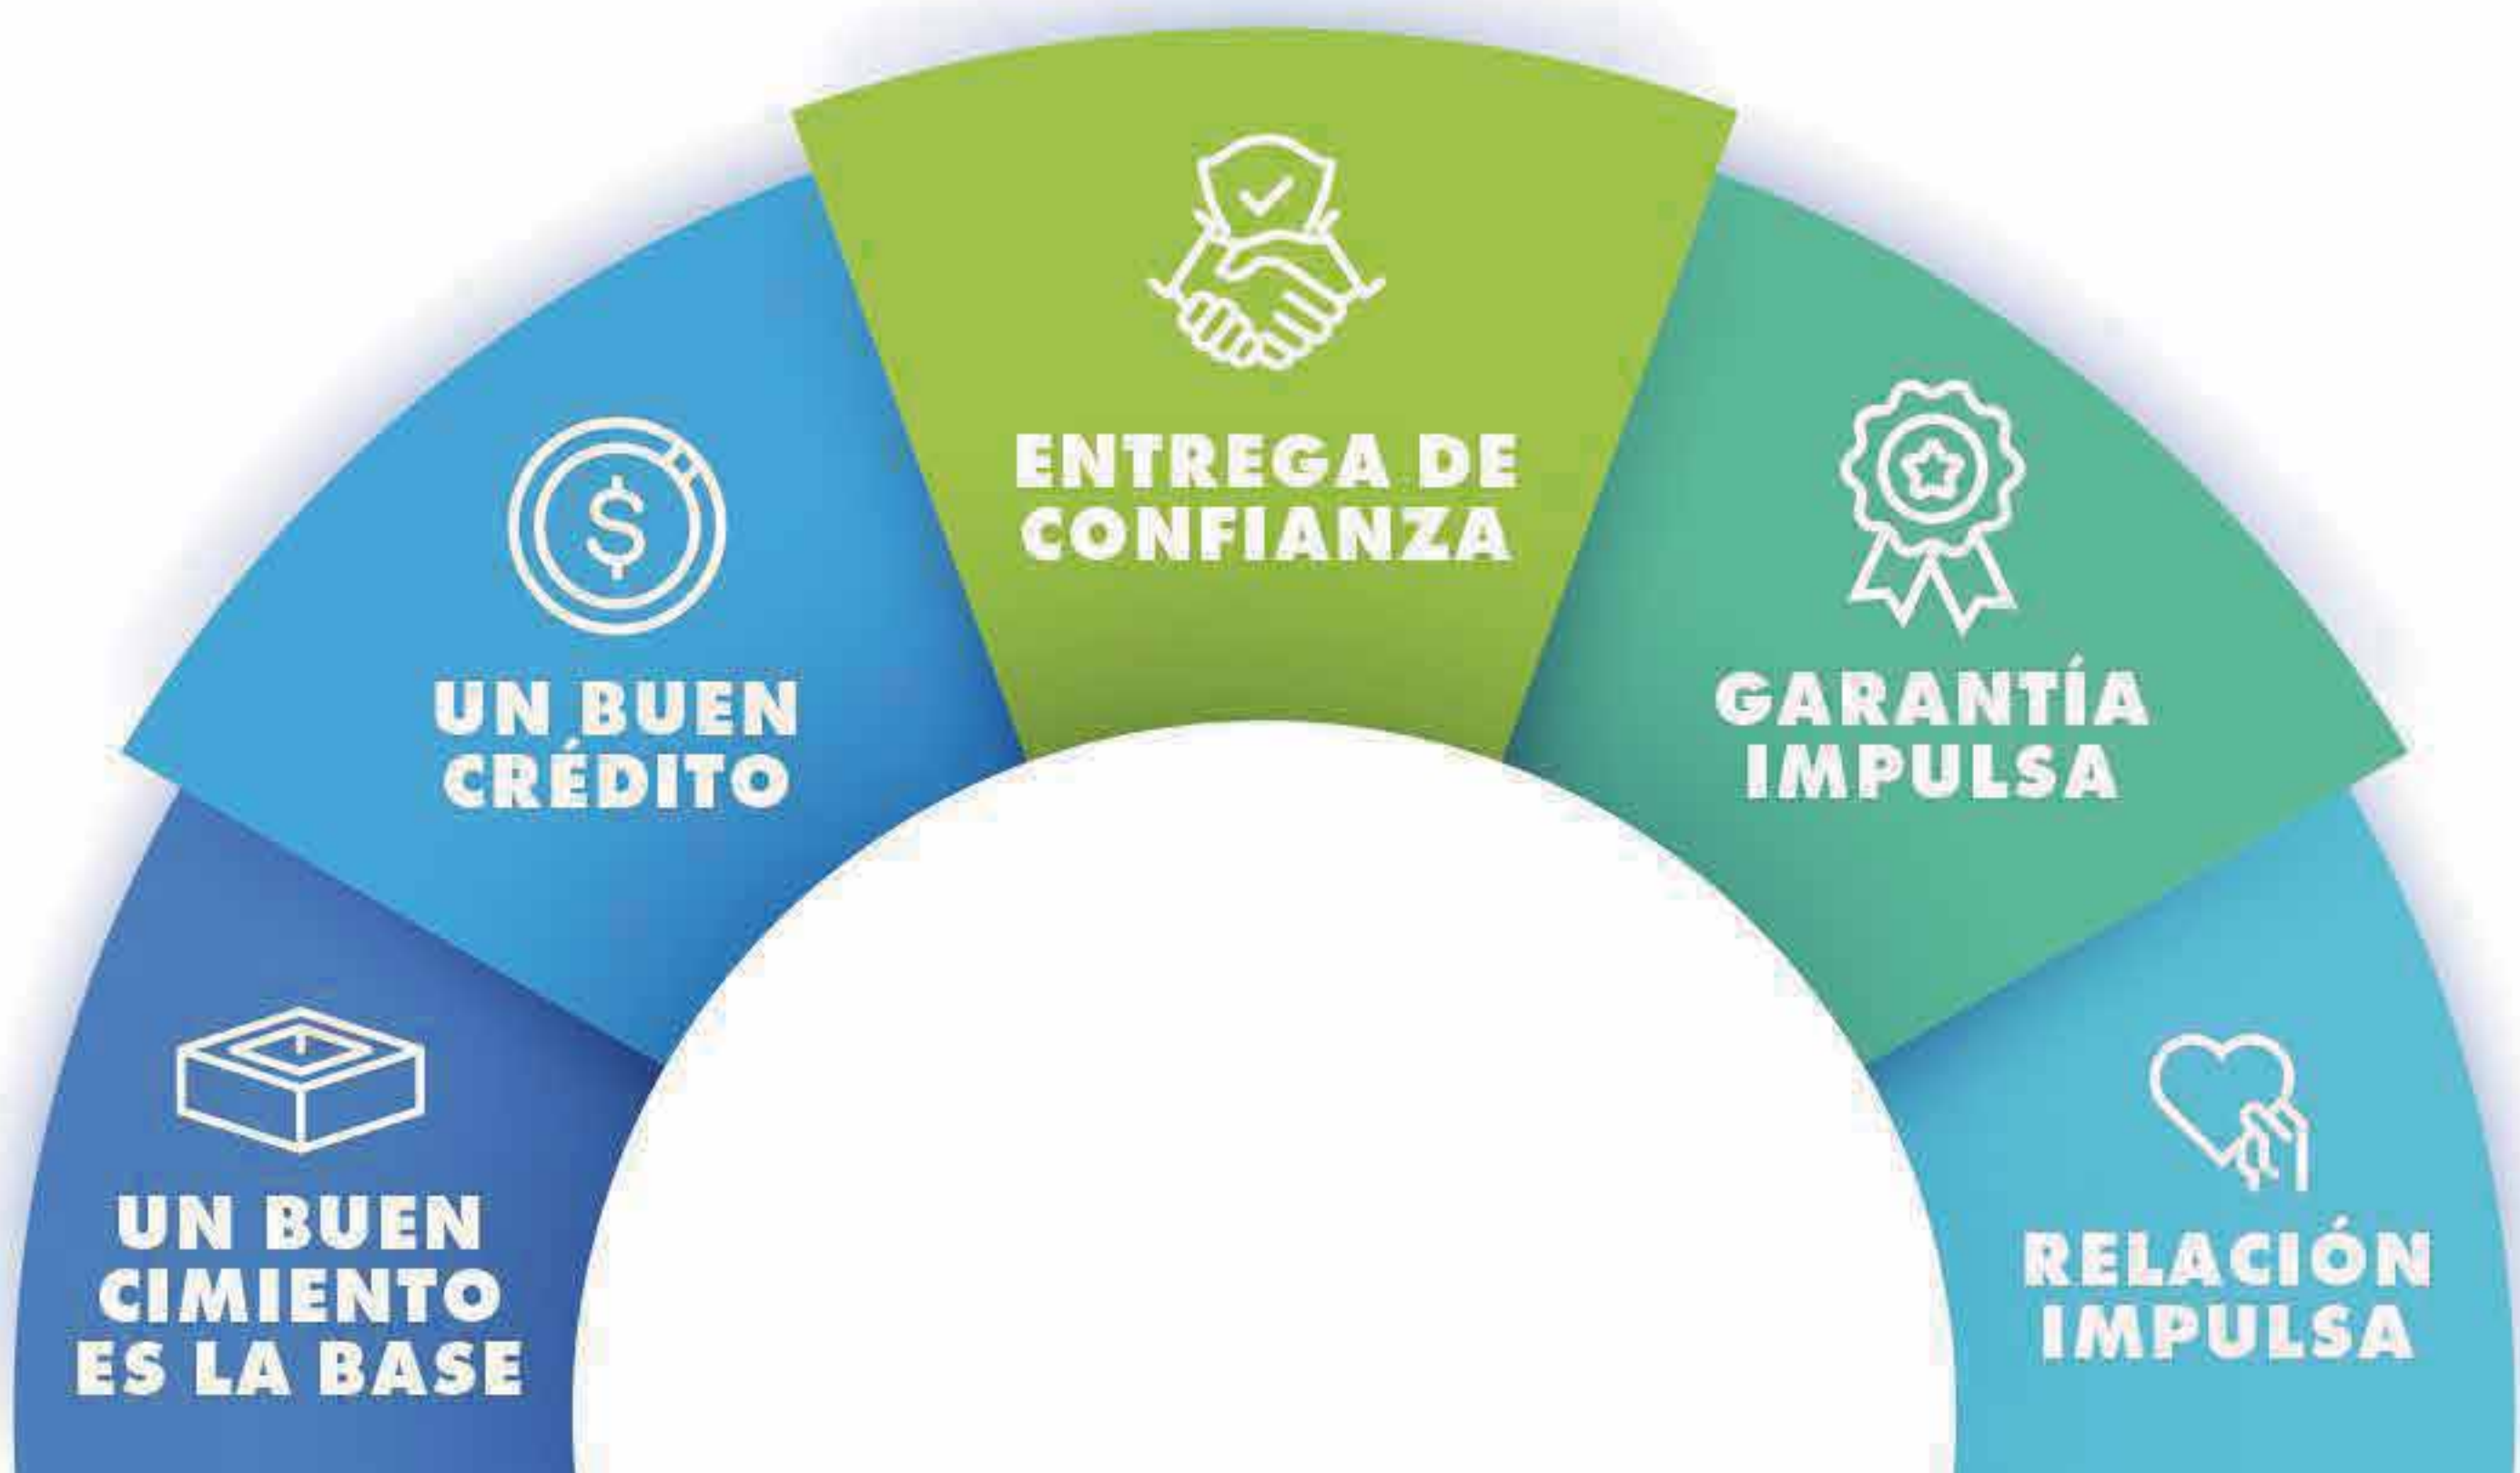 UN BUEN
CIMIENTO
ES LA BASE
UN BUEN
CRÉDITO
ENTREGA DE
CONFIANZA
GARANTÍA
IMPULSA
RELACIÓN
IMPULSA